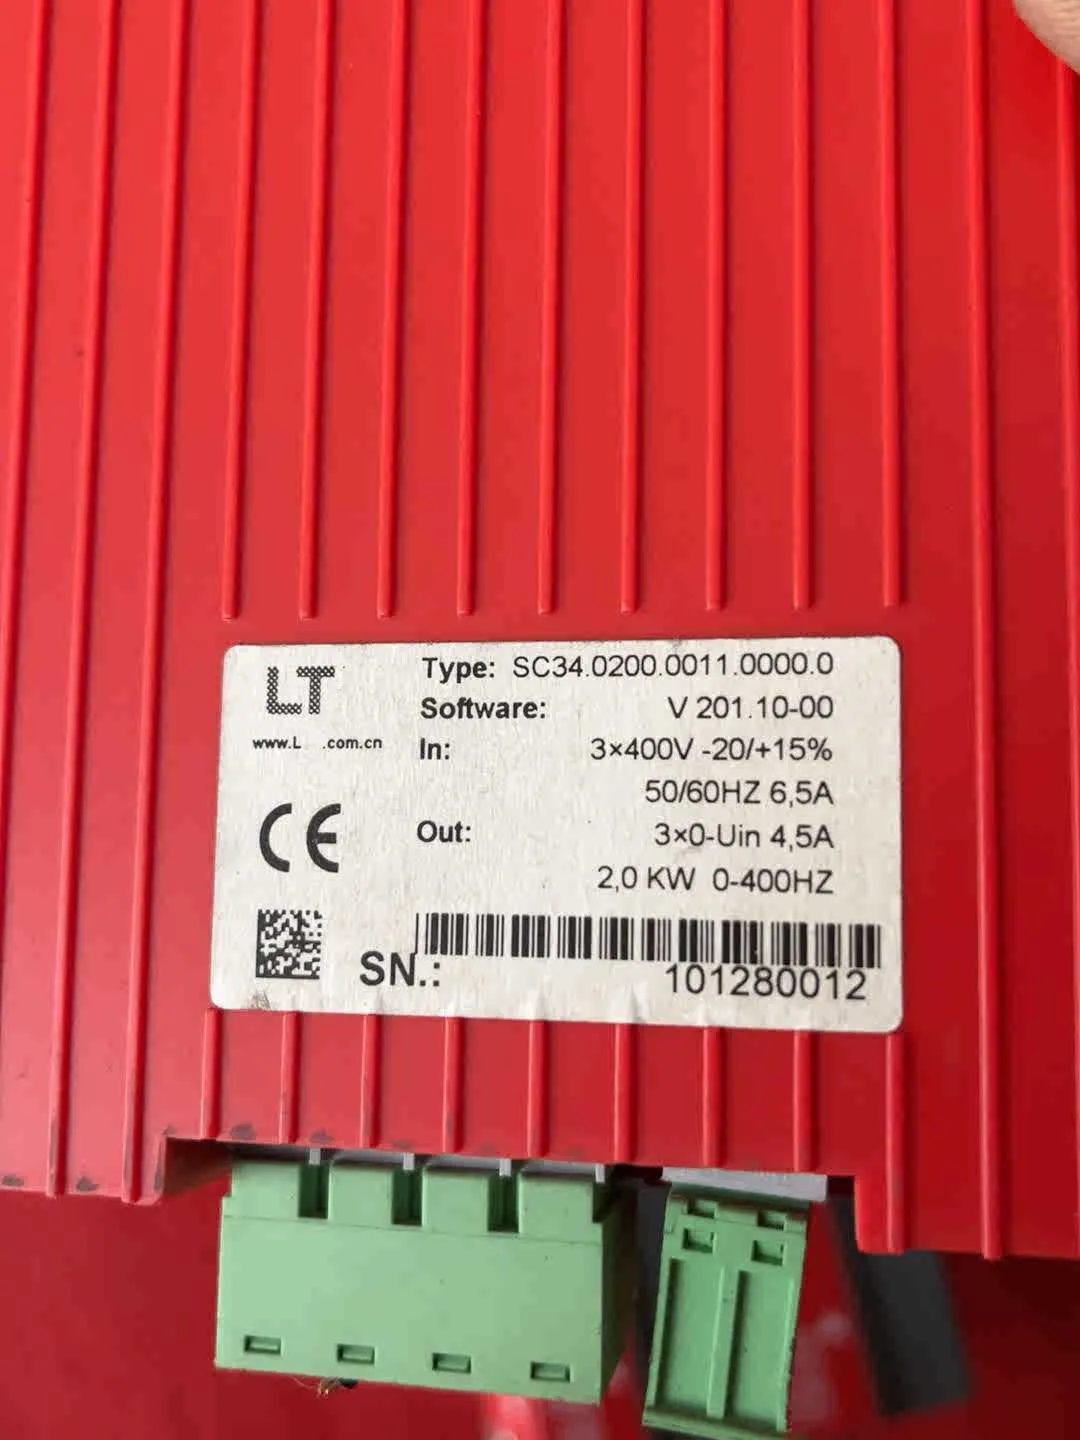 LT
www.L .com.cn
CE
Type: SC34.0200.0011.0000.0
Software: V 201.10-00
In: 3×400V -20/+15%
50/60HZ 6,5A
Out: 3×0-Uin 4,5A
2,0 KW 0-400HZ
SN.: 101280012